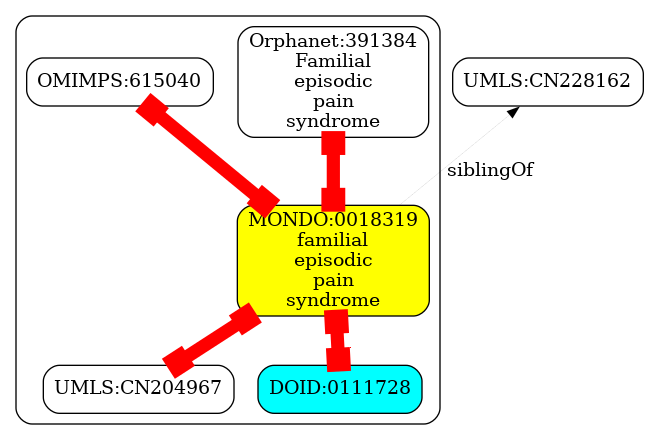 Orphanet:391384
Familial
episodic
pain
syndrome
OMIMPS:615040
UMLS:CN228162
siblingOf
MONDO:0018319
familial
episodic
pain
syndrome
UMLS:CN204967
DOID:0111728